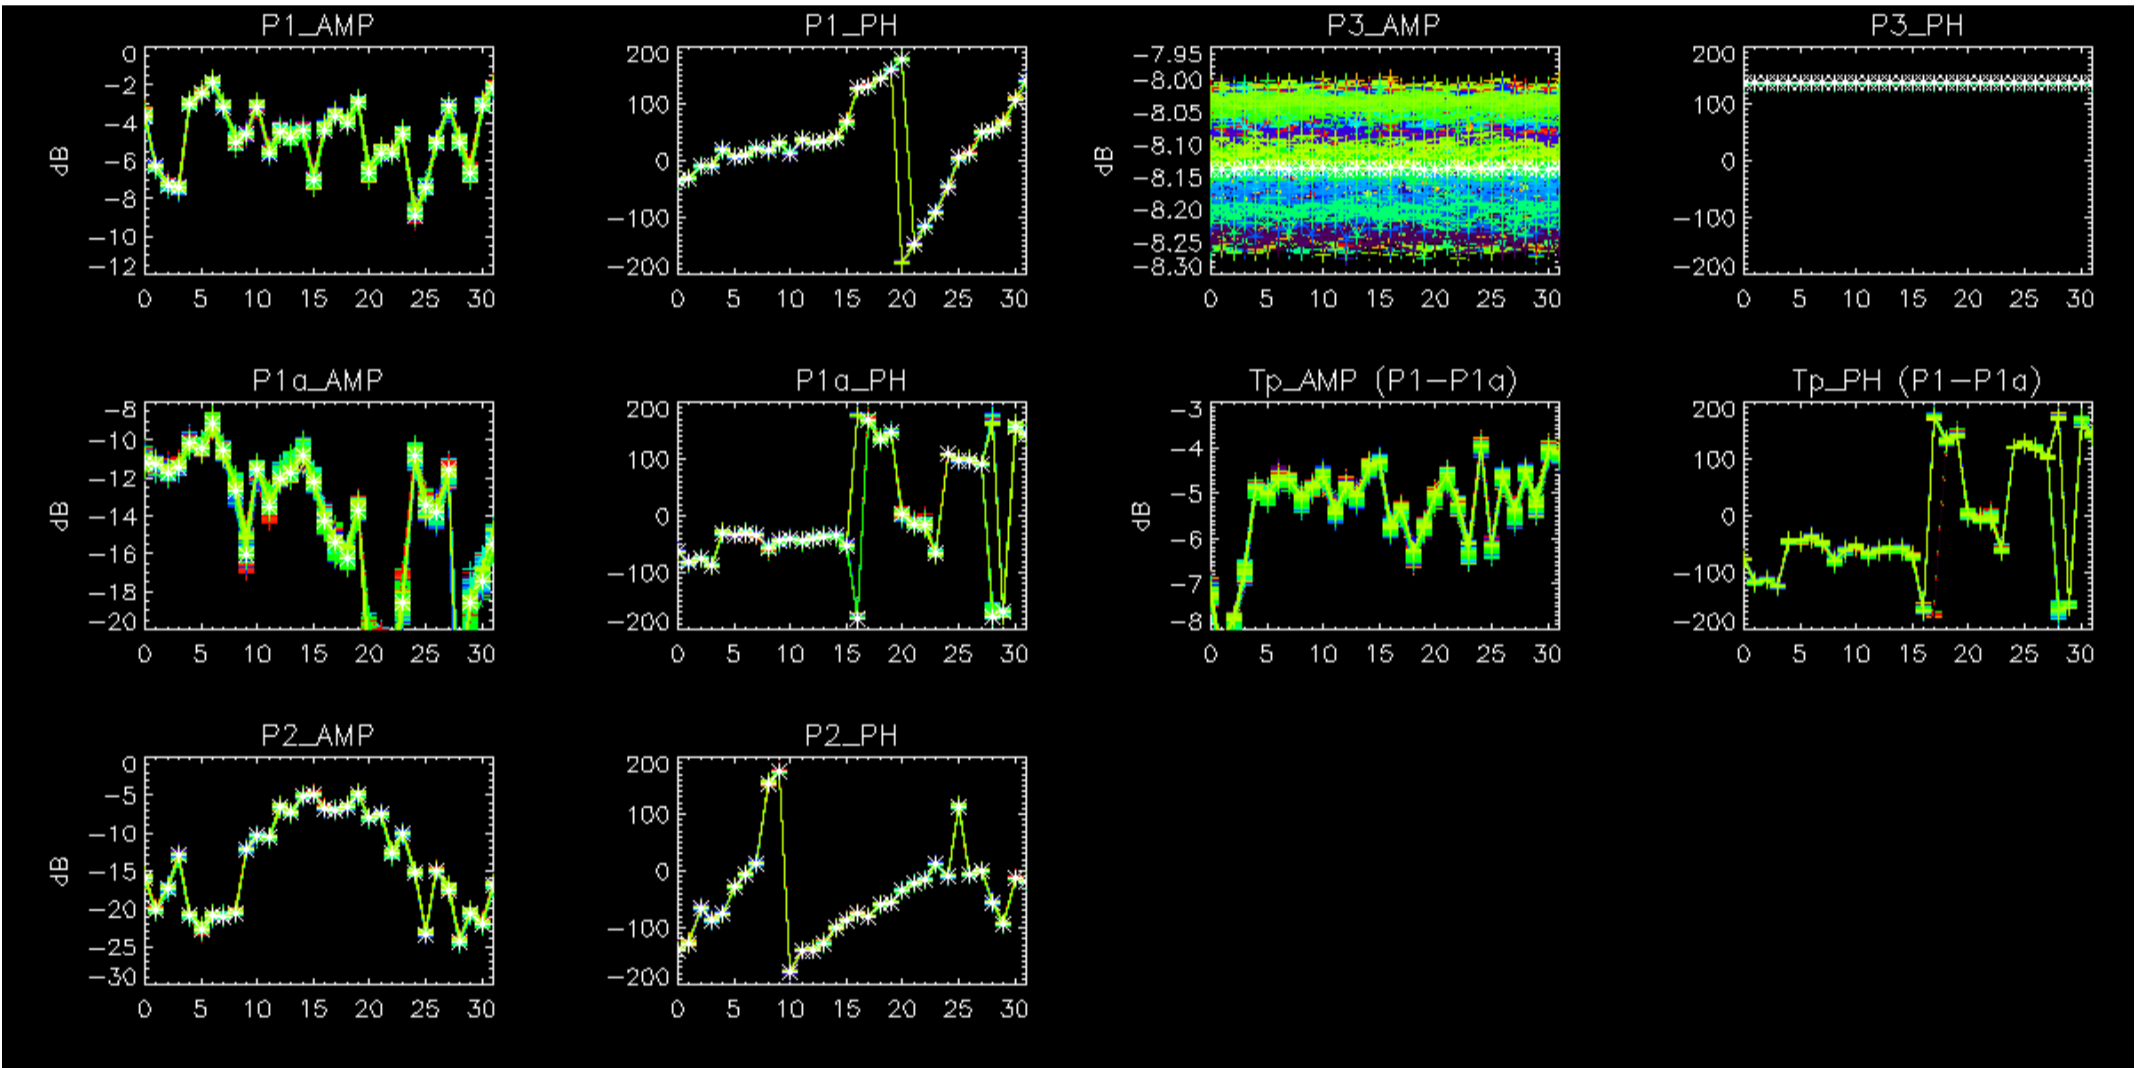 P1_AMP P1_PH P3_AMP P3_PH
0 200 -7.95 200
-2 -8.00
-4 100 -8.05 100
dB -6 0 dB -8.10 0
-8 -8.15
-10 -100 -8.20 -100
-8.25
-12 -200 -8.30 -200
0 5 10 15 20 25 30 0 5 10 15 20 25 30 0 5 10 15 20 25 30 0 5 10 15 20 25 30
P1a_AMP P1a_PH Tp_AMP (P1-P1a) Tp_PH (P1-P1a)
-8 200 -3 200
-10 100 -4 100
-12
dB -14 0 dB -5 0
-16 -100 -6 -100
-18 -7
-20 -200 -8 -200
0 5 10 15 20 25 30 0 5 10 15 20 25 30 0 5 10 15 20 25 30 0 5 10 15 20 25 30
P2_AMP P2_PH
0 200
-5 100
-10
dB -15 0
-20 -100
-25
-30 -200
0 5 10 15 20 25 30 0 5 10 15 20 25 30